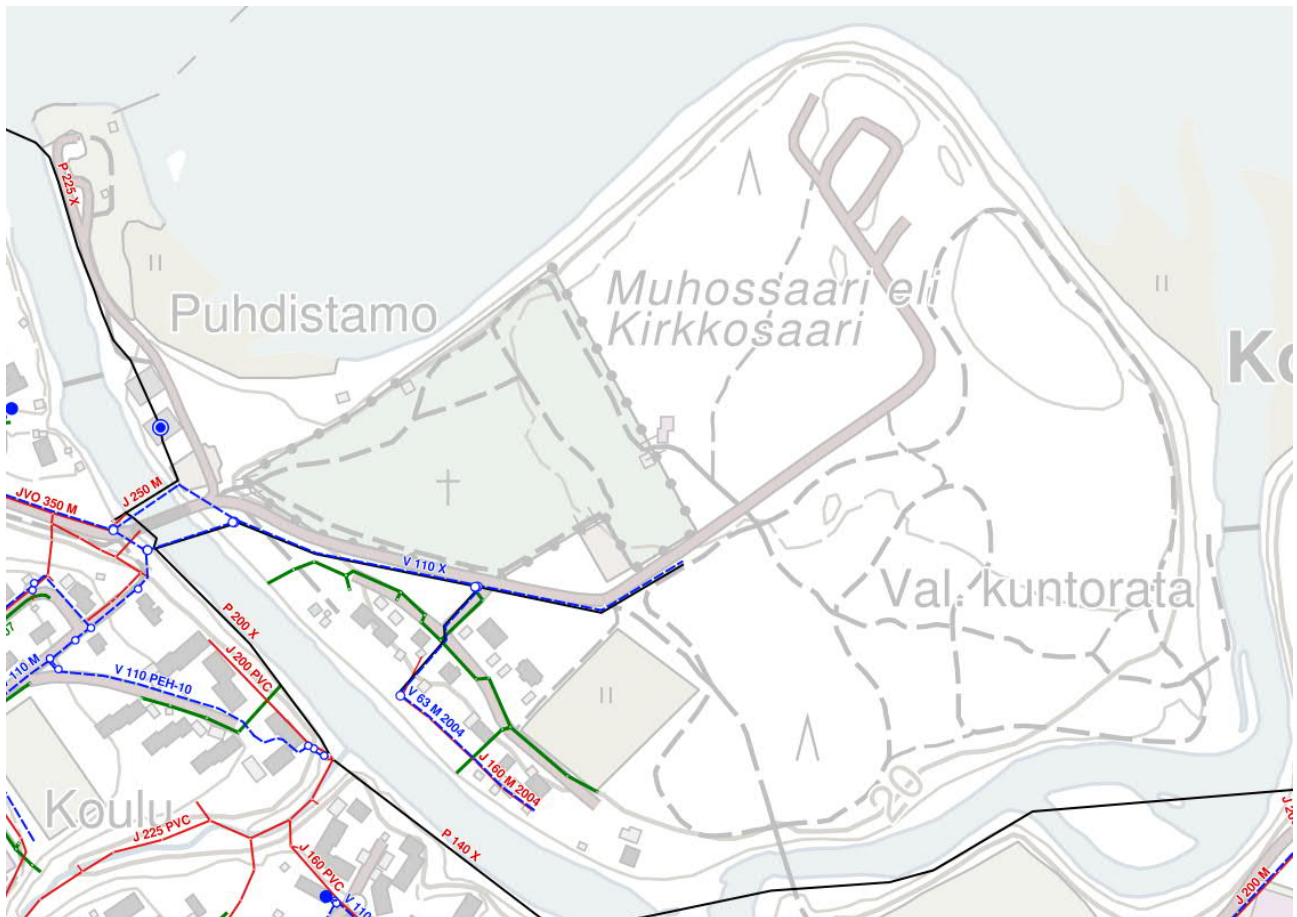 P 225 X
Puhdistamo
Muhossaari eli
Kirkkosaari
Ko
JVO 350 M
J 250 M
V 110 X
Val. kuntorata
P 200 X
J 200 PVC
110 M
V 110 PEH-10
V 63 M 2004
J 160 M 2004
20
Koulu
J 225 PVC
J 160 PVC
P 140 X
V 110
J 200 M